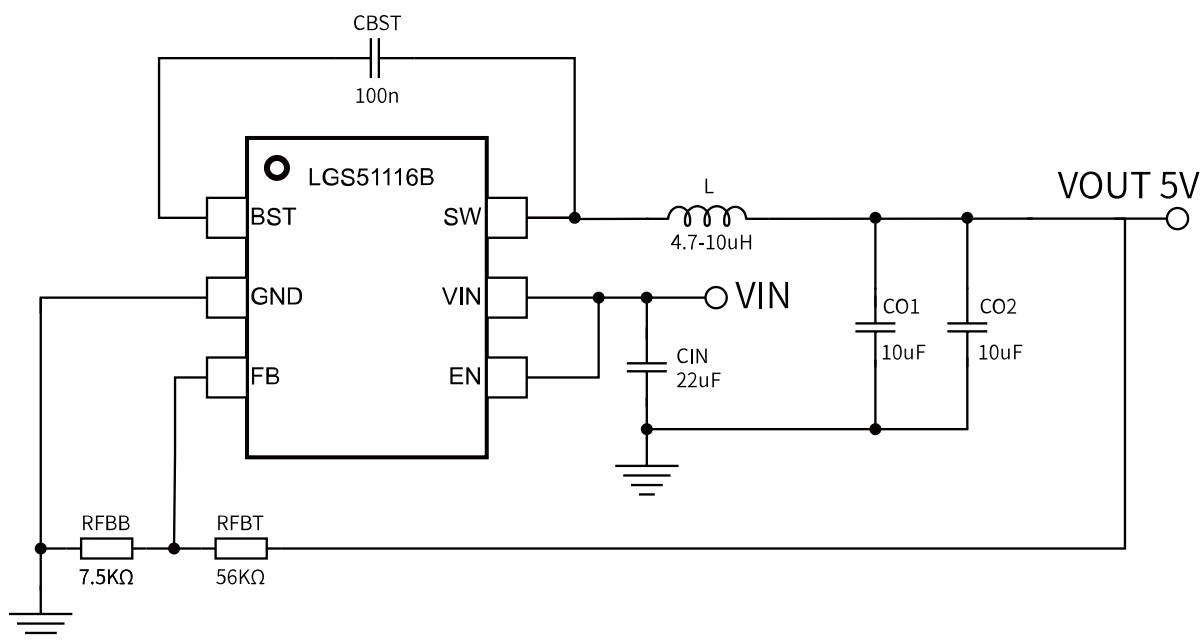 CBST
100n
LGS51116B
BST
SW
GND
VIN
FB
EN
L
4.7-10uH
VOUT 5V
VIN
CIN
22uF
CO1
10uF
CO2
10uF
RFBB
7.5KΩ
RFBT
56KΩ